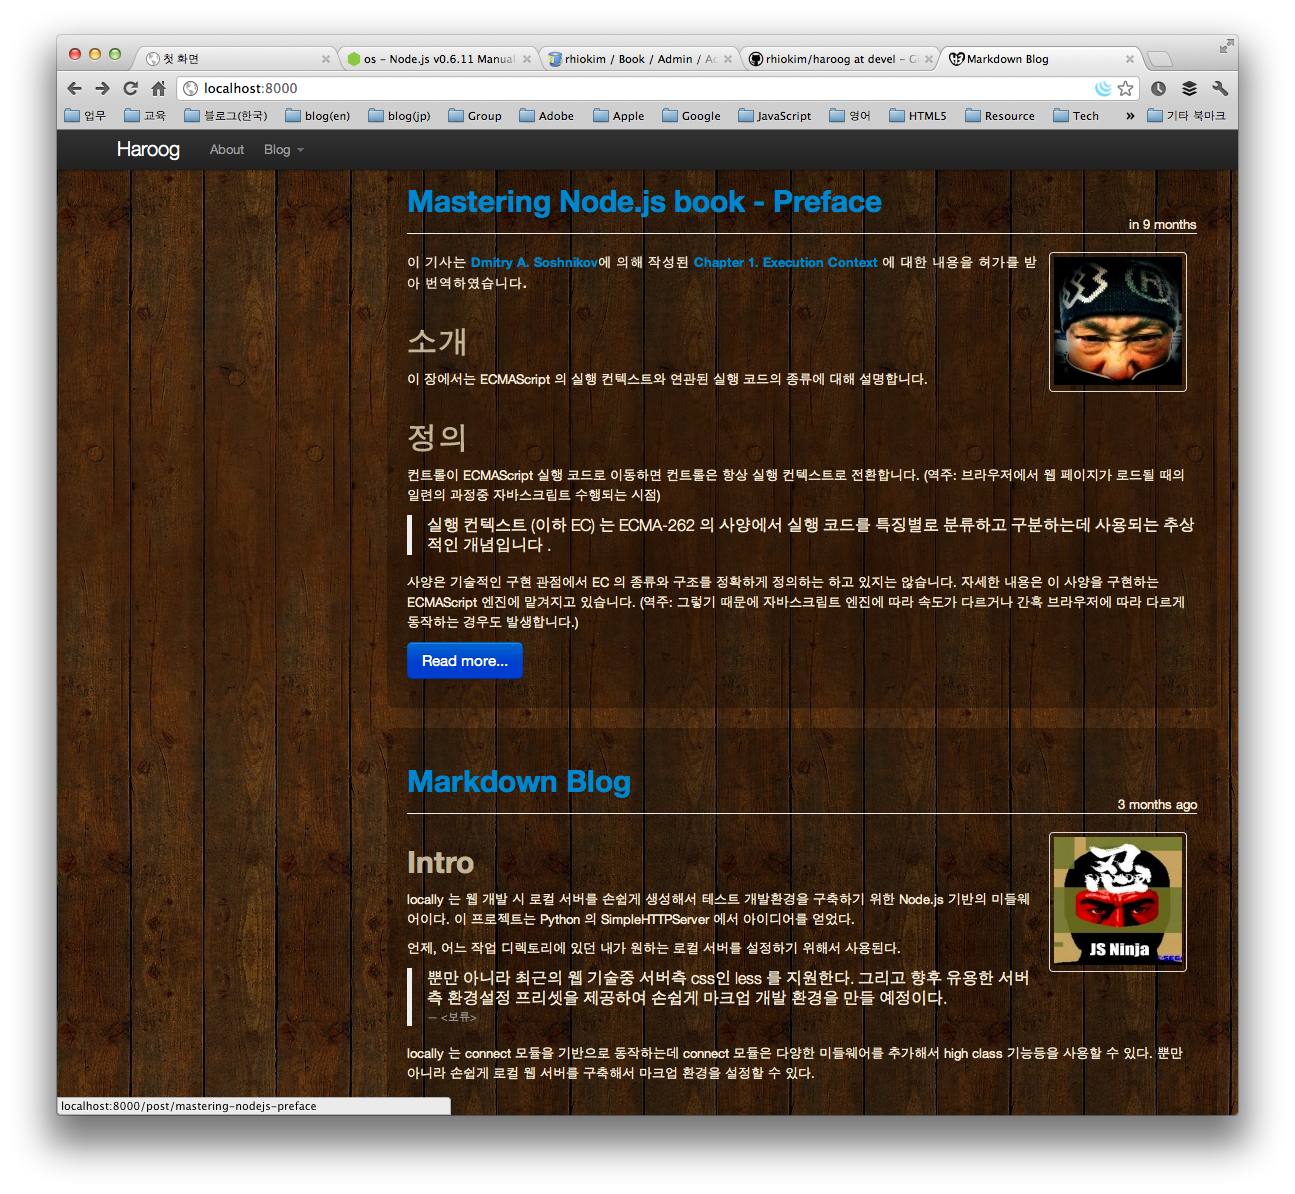 첫 화면
os - Node.js v0.6.11 Manual
rhiokim / Book / Admin / Ac
rhiokim/haroog at devel - Gi
Markdown Blog
localhost:8000
업무
교육
블로그(한국)
blog(en)
blog(jp)
Group
Adobe
Apple
Google
JavaScript
영어
HTML5
Resource
Tech
»
기타 북마크
Haroog
About
Blog
Mastering Node.js book - Preface
in 9 months
이 기사는 Dmitry A. Soshnikov에 의해 작성된 Chapter 1. Execution Context 에 대한 내용을 허가를 받
아 번역하였습니다.
소개
이 장에서는 ECMAScript 의 실행 컨텍스트와 연관된 실행 코드의 종류에 대해 설명합니다.
정의
컨트롤이 ECMAScript 실행 코드로 이동하면 컨트롤은 항상 실행 컨텍스트로 전환합니다. (역주: 브라우저에서 웹 페이지가 로드될 때의
일련의 과정중 자바스크립트 수행되는 시점)
실행 컨텍스트 (이하 EC) 는 ECMA-262 의 사양에서 실행 코드를 특징별로 분류하고 구분하는데 사용되는 추상
적인 개념입니다 .
사양은 기술적인 구현 관점에서 EC 의 종류와 구조를 정확하게 정의하는 하고 있지는 않습니다. 자세한 내용은 이 사양을 구현하는
ECMAScript 엔진에 맡겨지고 있습니다. (역주: 그렇기 때문에 자바스크립트 엔진에 따라 속도가 다르거나 간혹 브라우저에 따라 다르게
동작하는 경우도 발생합니다.)
Read more...
Markdown Blog
3 months ago
Intro
locally 는 웹 개발 시 로컬 서버를 손쉽게 생성해서 테스트 개발환경을 구축하기 위한 Node.js 기반의 미들웨
어이다. 이 프로젝트는 Python 의 SimpleHTTPServer 에서 아이디어를 얻었다.
언제, 어느 작업 디렉토리에 있던 내가 원하는 로컬 서버를 설정하기 위해서 사용된다.
忍
JS Ninja
뿐만 아니라 최근의 웹 기술중 서버측 css인 less 를 지원한다. 그리고 향후 유용한 서버
측 환경설정 프리셋을 제공하여 손쉽게 마크업 개발 환경을 만들 예정이다.
— <보류>
locally 는 connect 모듈을 기반으로 동작하는데 connect 모듈은 다양한 미들웨어를 추가해서 high class 기능등을 사용할 수 있다. 뿐만
아니라 손쉽게 로컬 웹 서버를 구축해서 마크업 환경을 설정할 수 있다.
localhost:8000/post/mastering-nodejs-preface